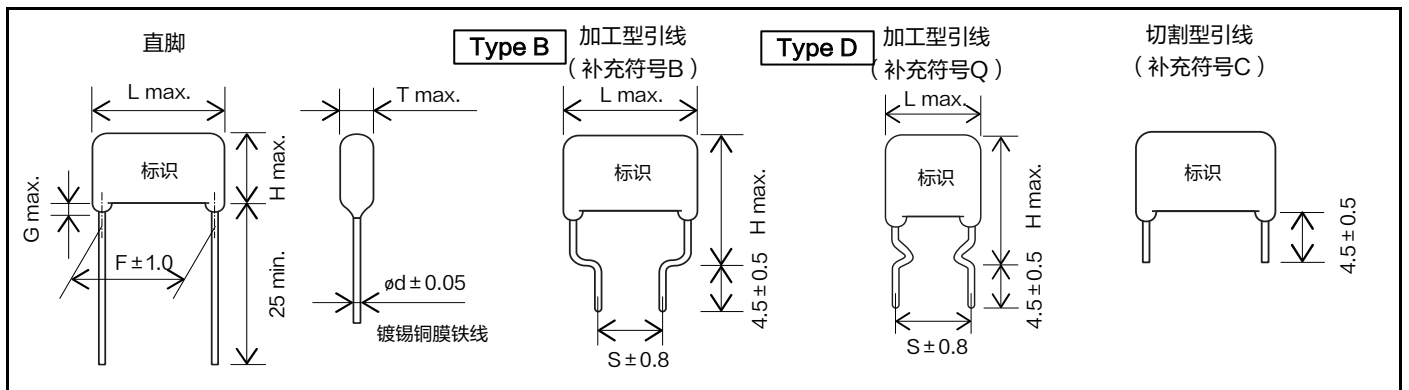 直脚
L max.
标识
H max.
G max.
F±1.0
25 min.
T max.
ød±0.05
镀锡铜膜铁线
Type B
加工型引线
（补充符号B）
L max.
标识
H max.
4.5±0.5
S±0.8
Type D
加工型引线
（补充符号Q）
L max.
标识
H max.
4.5±0.5
S±0.8
切割型引线
（补充符号C）
标识
4.5±0.5